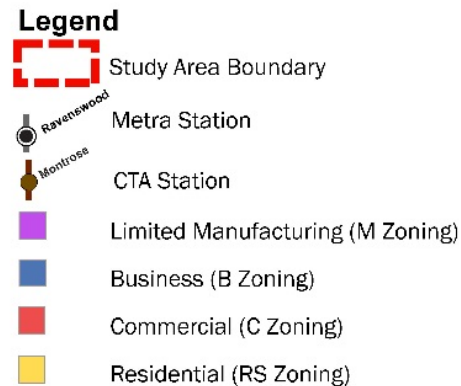 Legend
Study Area Boundary
Ravenswood
Metra Station
Montrose
CTA Station
Limited Manufacturing (M Zoning)
Business (B Zoning)
Commercial (C Zoning)
Residential (RS Zoning)